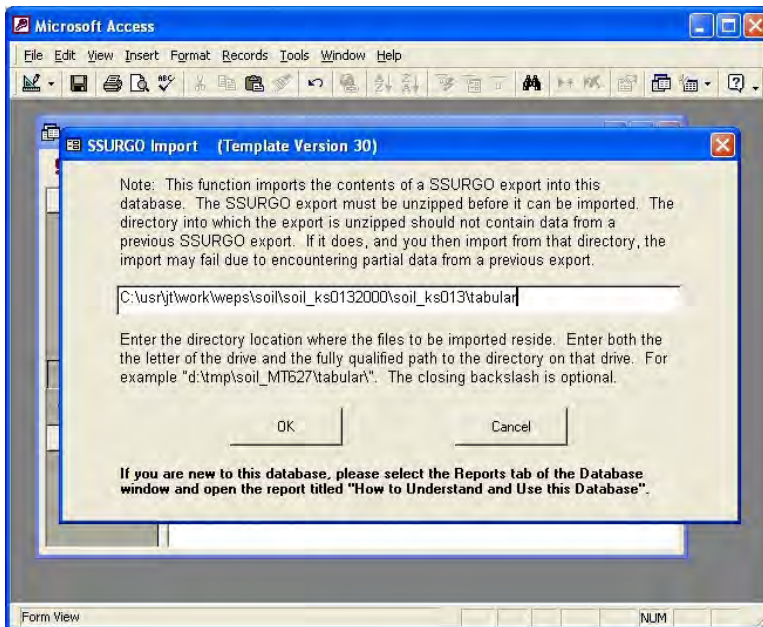 Microsoft Access
File Edit View Insert Format Records Tools Window Help
SSURGO Import (Template Version 30)
Note: This function imports the contents of a SSURGO export into this
database. The SSURGO export must be unzipped before it can be imported. The
directory into which the export is unzipped should not contain data from a
previous SSURGO export. If it does, and you then import from that directory, the
import may fail due to encountering partial data from a previous export.
C:\usr\jt\work\weps\soil\soil_ks0132000\soil_ks013\tabular
Enter the directory location where the files to be imported reside. Enter both the
the letter of the drive and the fully qualified path to the directory on that drive. For
example "d:\tmp\soil_MT627\tabular\". The closing backslash is optional.
OK Cancel
If you are new to this database, please select the Reports tab of the Database
window and open the report titled "How to Understand and Use this Database".
Form View NUM